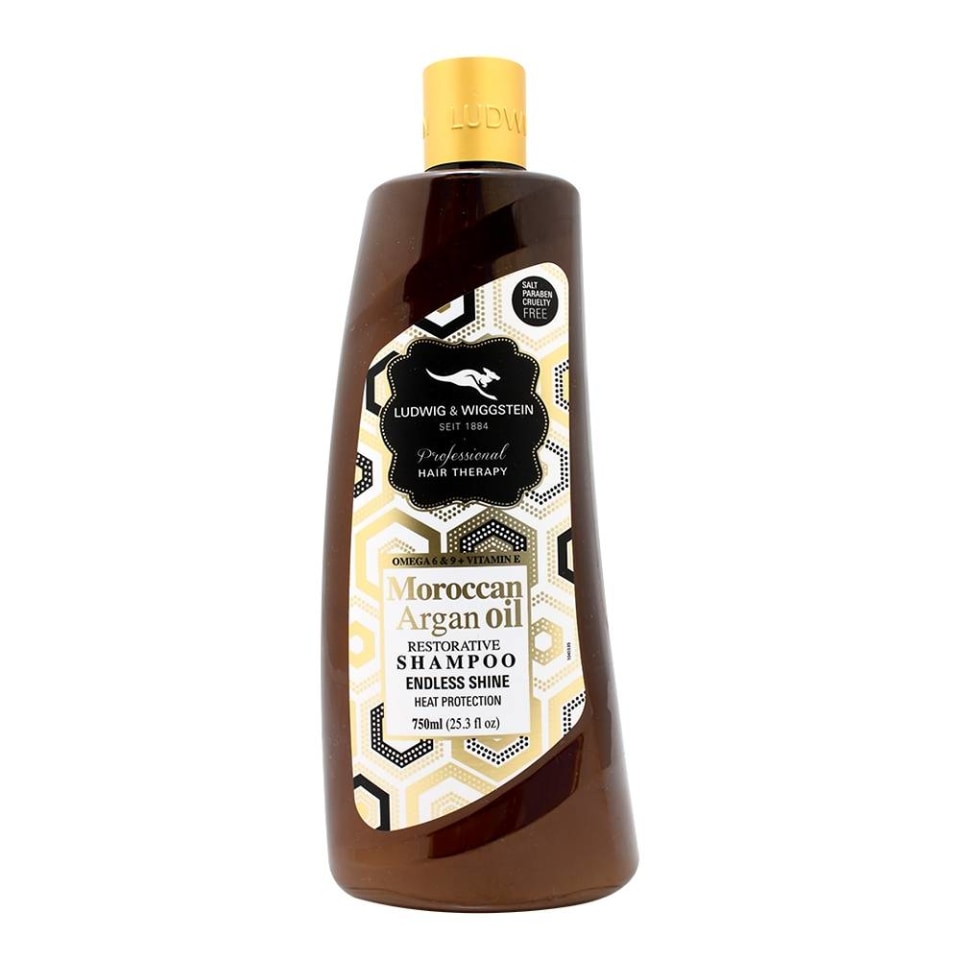 LUDWI
SALT
PARABEN
CRUELTY
FREE
LUDWIG & WIGGSTEIN
SEIT 1884
Professional
HAIR THERAPY
OMEGA 6 & 9 + VITAMIN E
Moroccan
Argan oil
RESTORATIVE
SHAMPOO
ENDLESS SHINE
HEAT PROTECTION
750ml (25.3 fl oz)